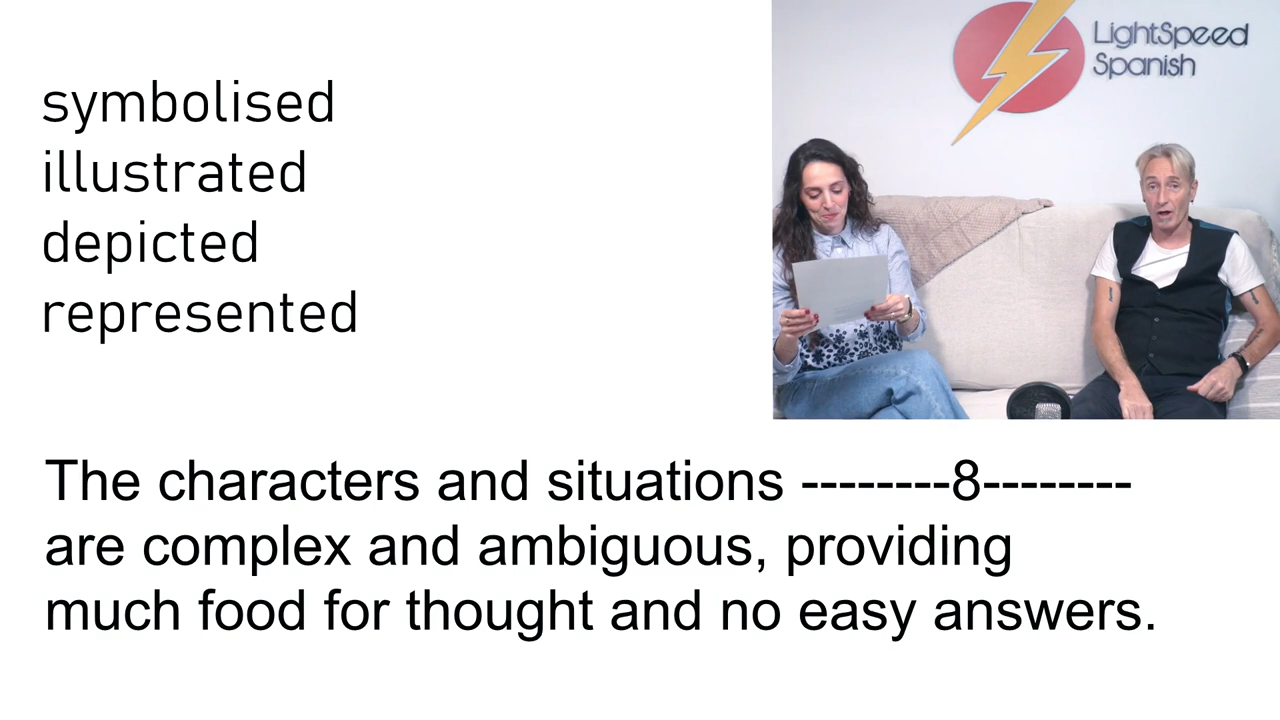 symbolised
illustrated
depicted
represented
LightSpeed
Spanish
The characters and situations --------8--------
are complex and ambiguous, providing
much food for thought and no easy answers.